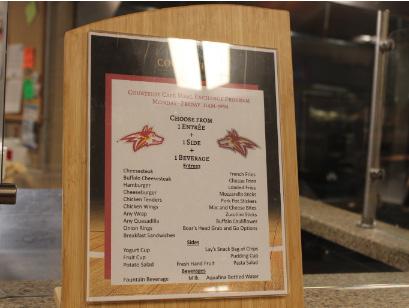 Courtside Cafe Meal Exchange Program
Monday - Friday 11am-9pm
Choose from
1 Entrée
+
1 Side
+
1 Beverage
Entrees
Cheesesteak
Buffalo Cheesesteak
Hamburger
Cheeseburger
Chicken Tenders
Chicken Wings
Any Wrap
Any Quesadilla
Onion Rings
Breakfast Sandwiches
French Fries
Cheese Fries
Loaded Fries
Mozzarella Sticks
Pork Pot Stickers
Mac and Cheese Bites
Zucchini Sticks
Buffalo Cauliflower
Boar's Head Grab and Go Options
Sides
Yogurt Cup
Fruit Cup
Potato Salad
Fresh Hand Fruit
Lay's Snack Bag of Chips
Pudding Cup
Pasta Salad
Beverages
Fountain Beverage Milk Aquafina Bottled Water